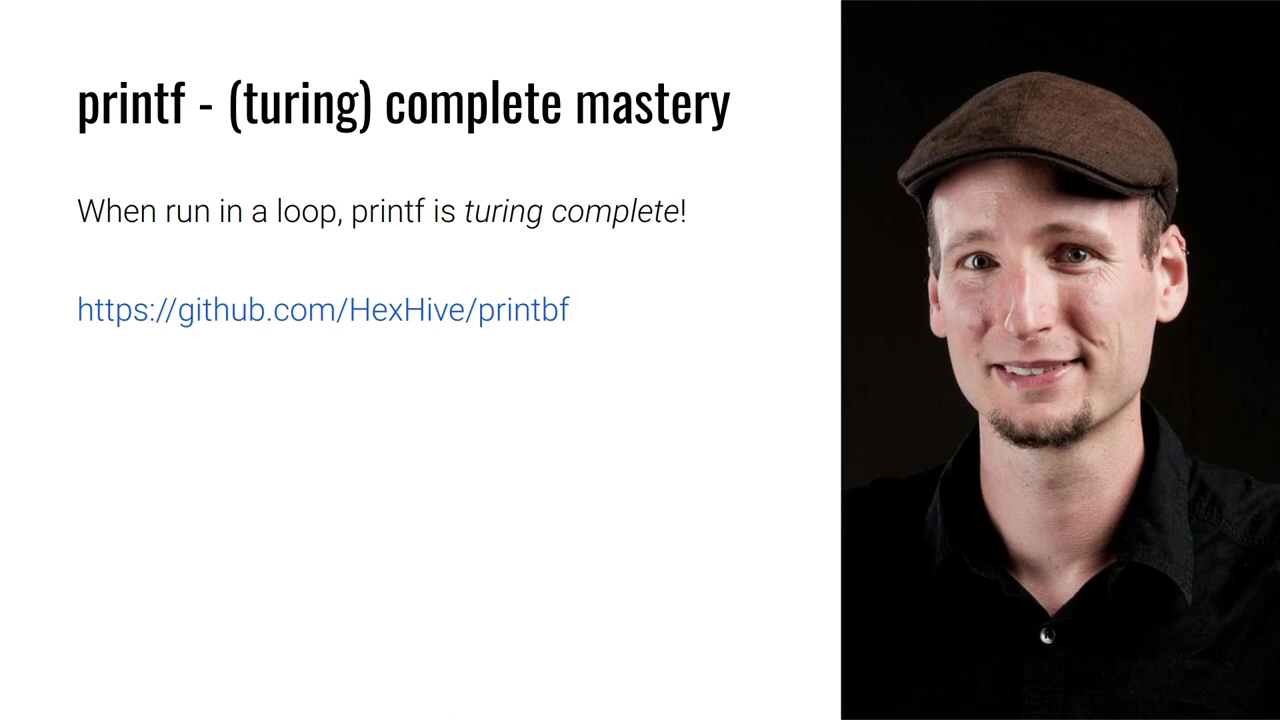 printf - (turing) complete mastery
When run in a loop, printf is turing complete!
https://github.com/HexHive/printbf